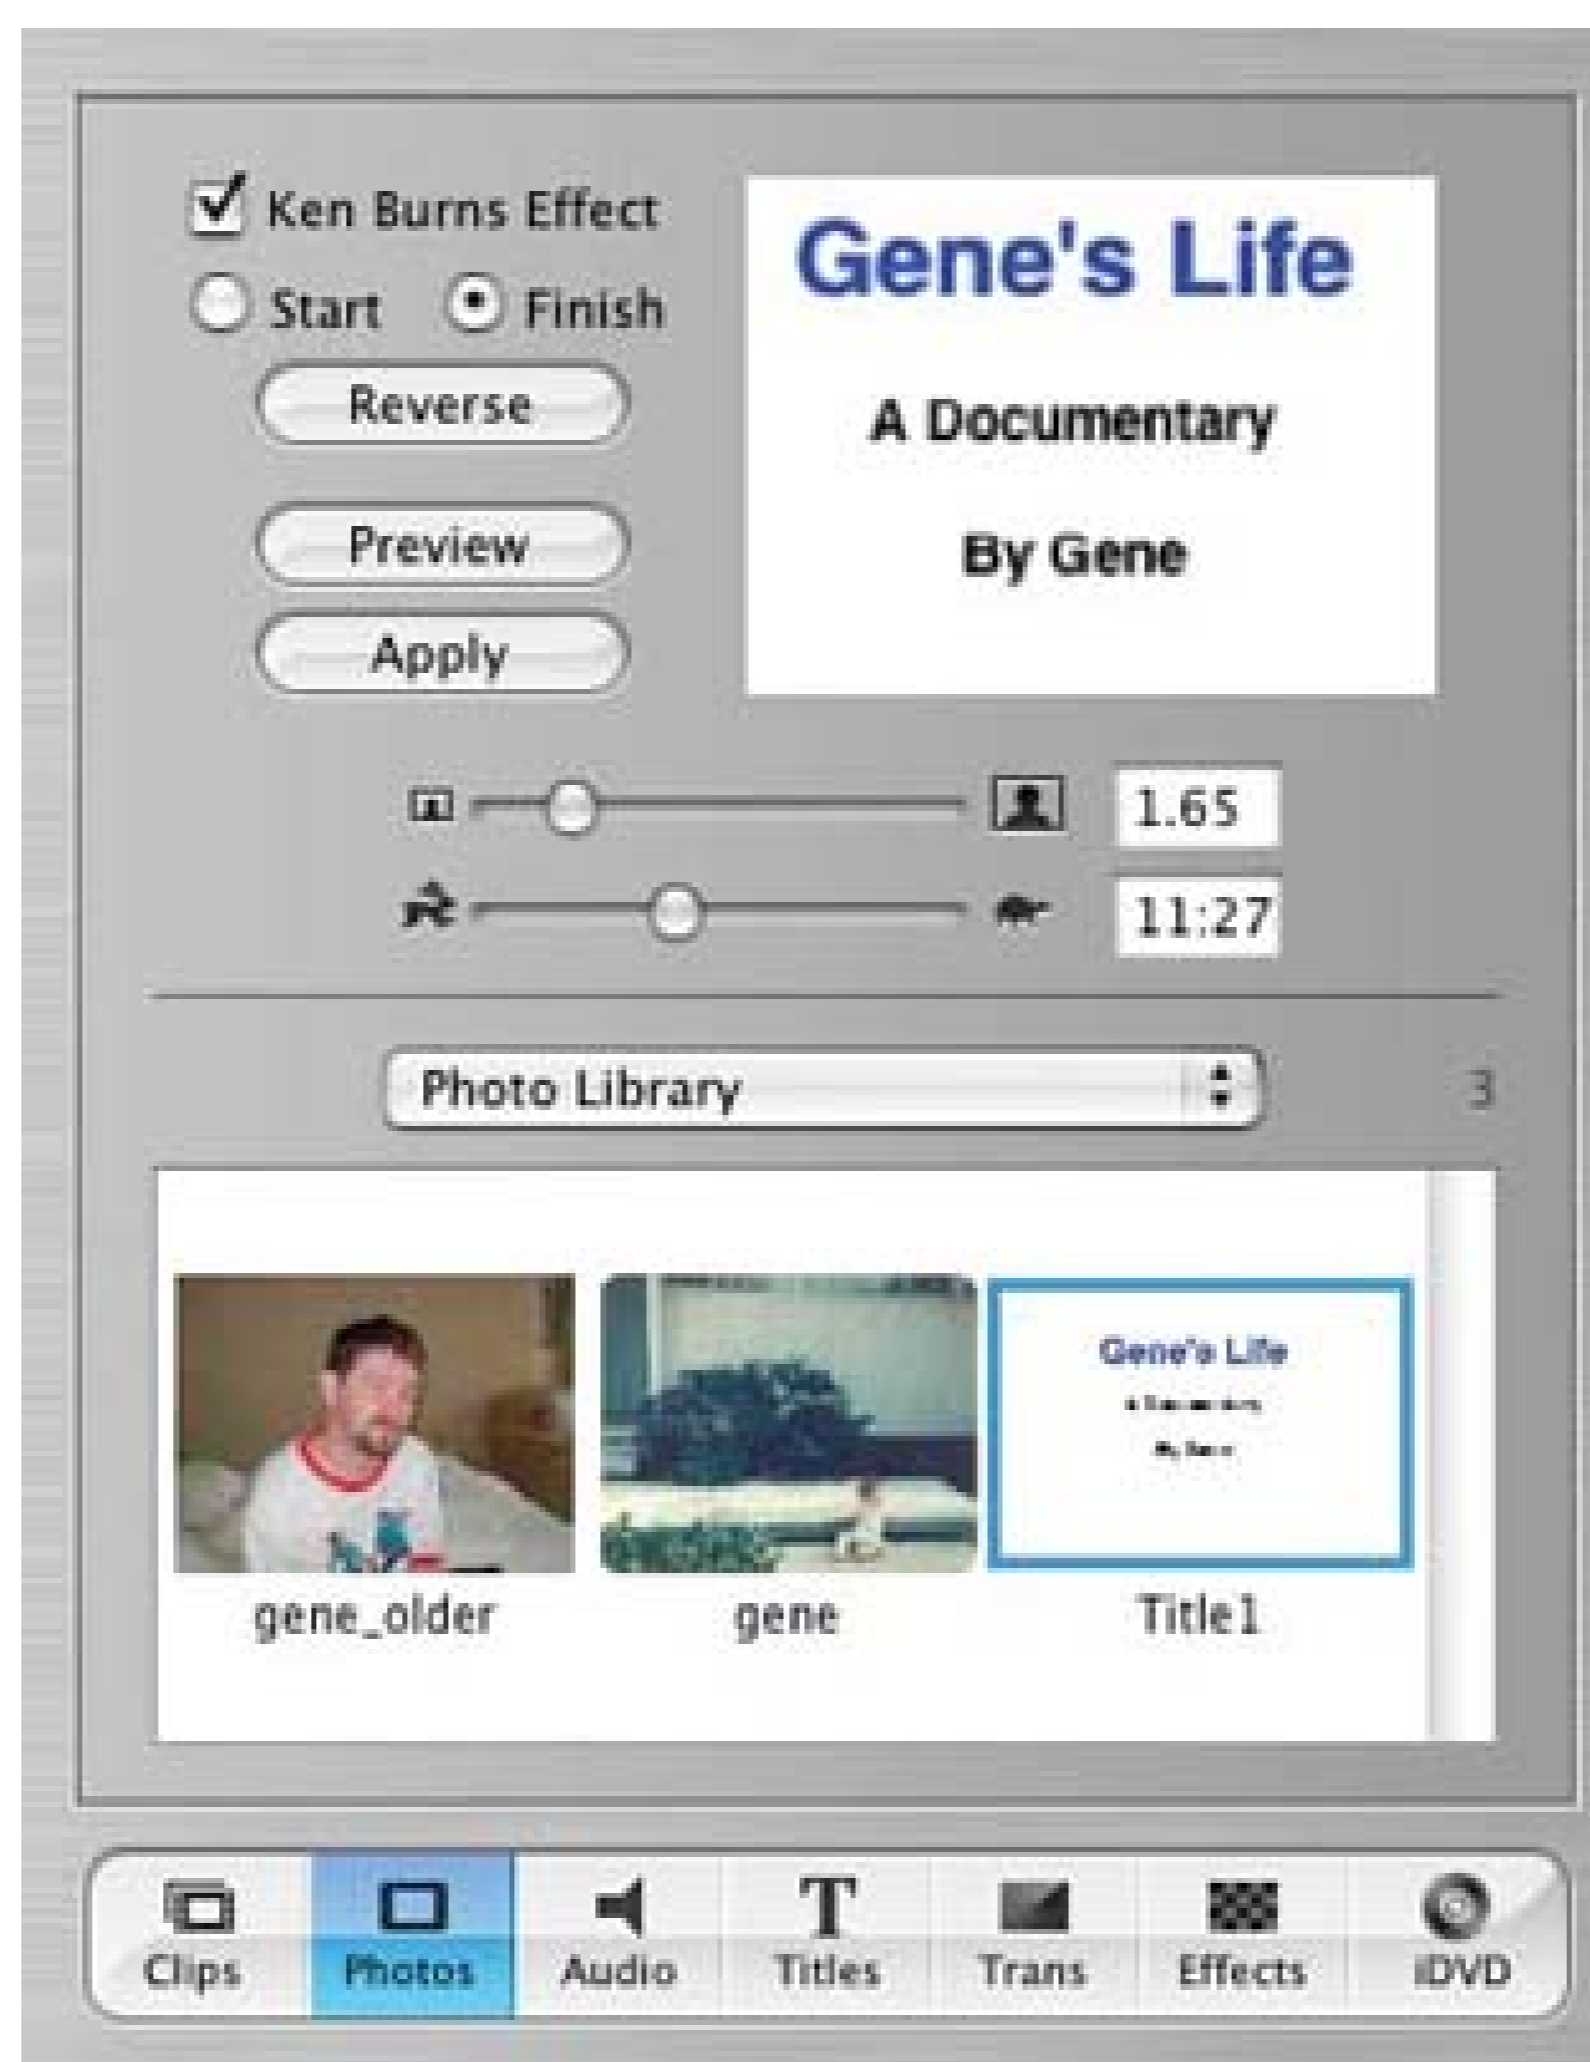 Ken Burns Effect
Start Finish
Reverse
Preview
Apply
Gene's Life
A Documentary
By Gene
1.65
11:27
Photo Library
3
Gene's Life
gene_older
gene
Title1
Clips
Photos
Audio
Titles
Trans
Effects
iDVD